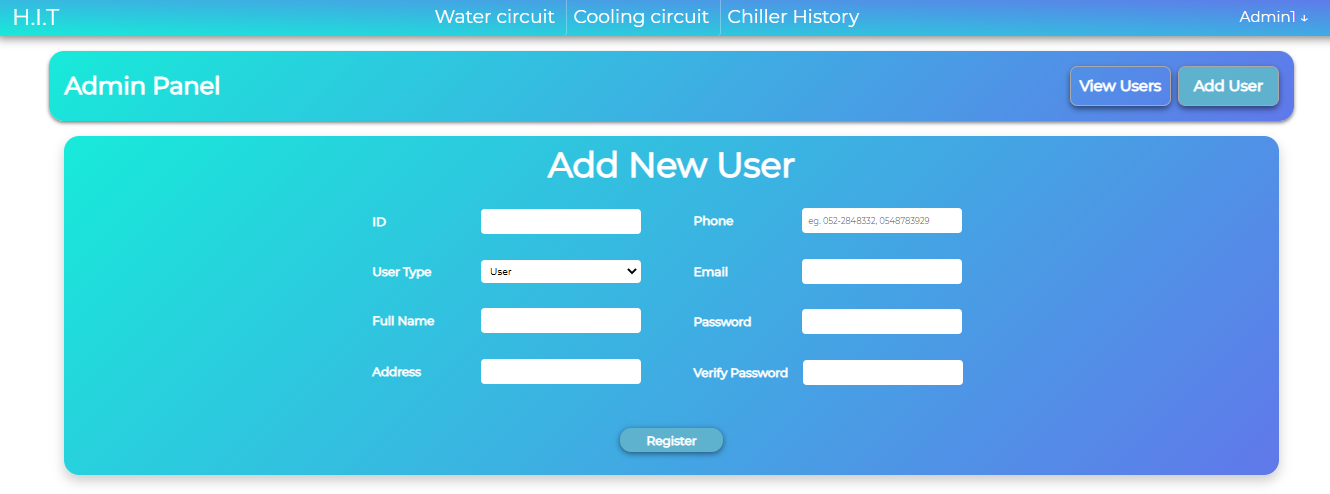 H.I.T
Water circuit Cooling circuit Chiller History
Admin1 ↓
Admin Panel
View Users Add User
Add New User
ID
Phone eg. 052-2848332, 0548783929
User Type User
Email
Full Name
Password
Address
Verify Password
Register